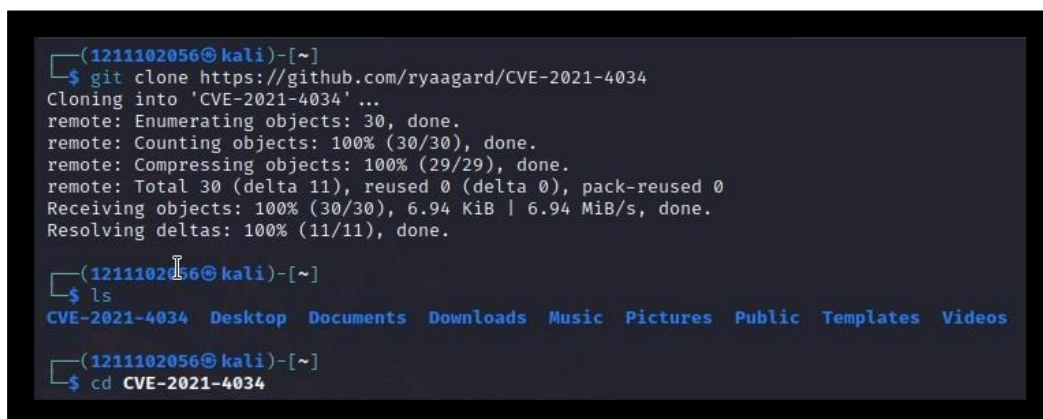 ┌──(1211102056㉿kali)-[~]
└─$ git clone https://github.com/ryaagard/CVE-2021-4034
Cloning into 'CVE-2021-4034'...
remote: Enumerating objects: 30, done.
remote: Counting objects: 100% (30/30), done.
remote: Compressing objects: 100% (29/29), done.
remote: Total 30 (delta 11), reused 0 (delta 0), pack-reused 0
Receiving objects: 100% (30/30), 6.94 KiB | 6.94 MiB/s, done.
Resolving deltas: 100% (11/11), done.
┌──(1211102056㉿kali)-[~]
└─$ ls
CVE-2021-4034 Desktop Documents Downloads Music Pictures Public Templates Videos
┌──(1211102056㉿kali)-[~]
└─$ cd CVE-2021-4034